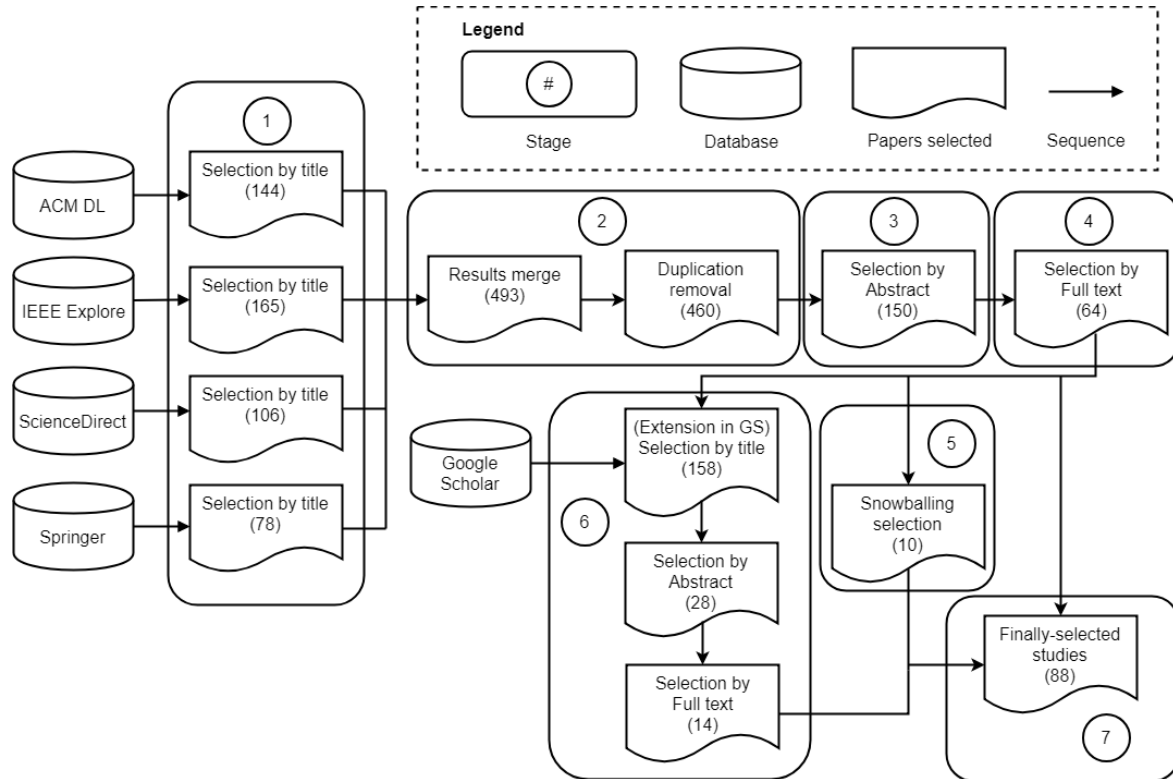 Legend
#
Stage
Database
Papers selected
Sequence
1
ACM DL
Selection by title
(144)
IEEE Explore
Selection by title
(165)
ScienceDirect
Selection by title
(106)
Springer
Selection by title
(78)
2
Results merge
(493)
Duplication
removal
(460)
3
Selection by
Abstract
(150)
4
Selection by
Full text
(64)
Google
Scholar
6
(Extension in GS)
Selection by title
(158)
Selection by
Abstract
(28)
Selection by
Full text
(14)
5
Snowballing
selection
(10)
Finally-selected
studies
(88)
7